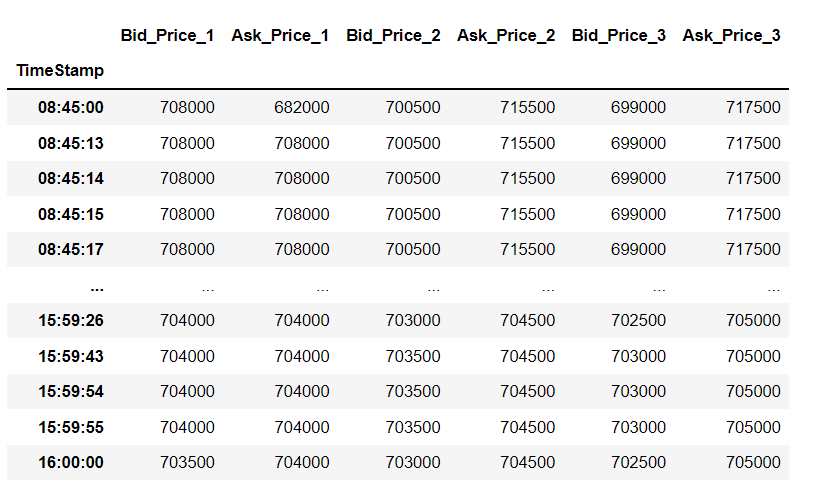 Bid_Price_1 Ask_Price_1 Bid_Price_2 Ask_Price_2 Bid_Price_3 Ask_Price_3
TimeStamp
08:45:00 708000 682000 700500 715500 699000 717500
08:45:13 708000 708000 700500 715500 699000 717500
08:45:14 708000 708000 700500 715500 699000 717500
08:45:15 708000 708000 700500 715500 699000 717500
08:45:17 708000 708000 700500 715500 699000 717500
... ... ... ... ... ... ...
15:59:26 704000 704000 703000 704500 702500 705000
15:59:43 704000 704000 703500 704500 703000 705000
15:59:54 704000 704000 703500 704500 703000 705000
15:59:55 704000 704000 703500 704500 703000 705000
16:00:00 703500 704000 703000 704500 702500 705000